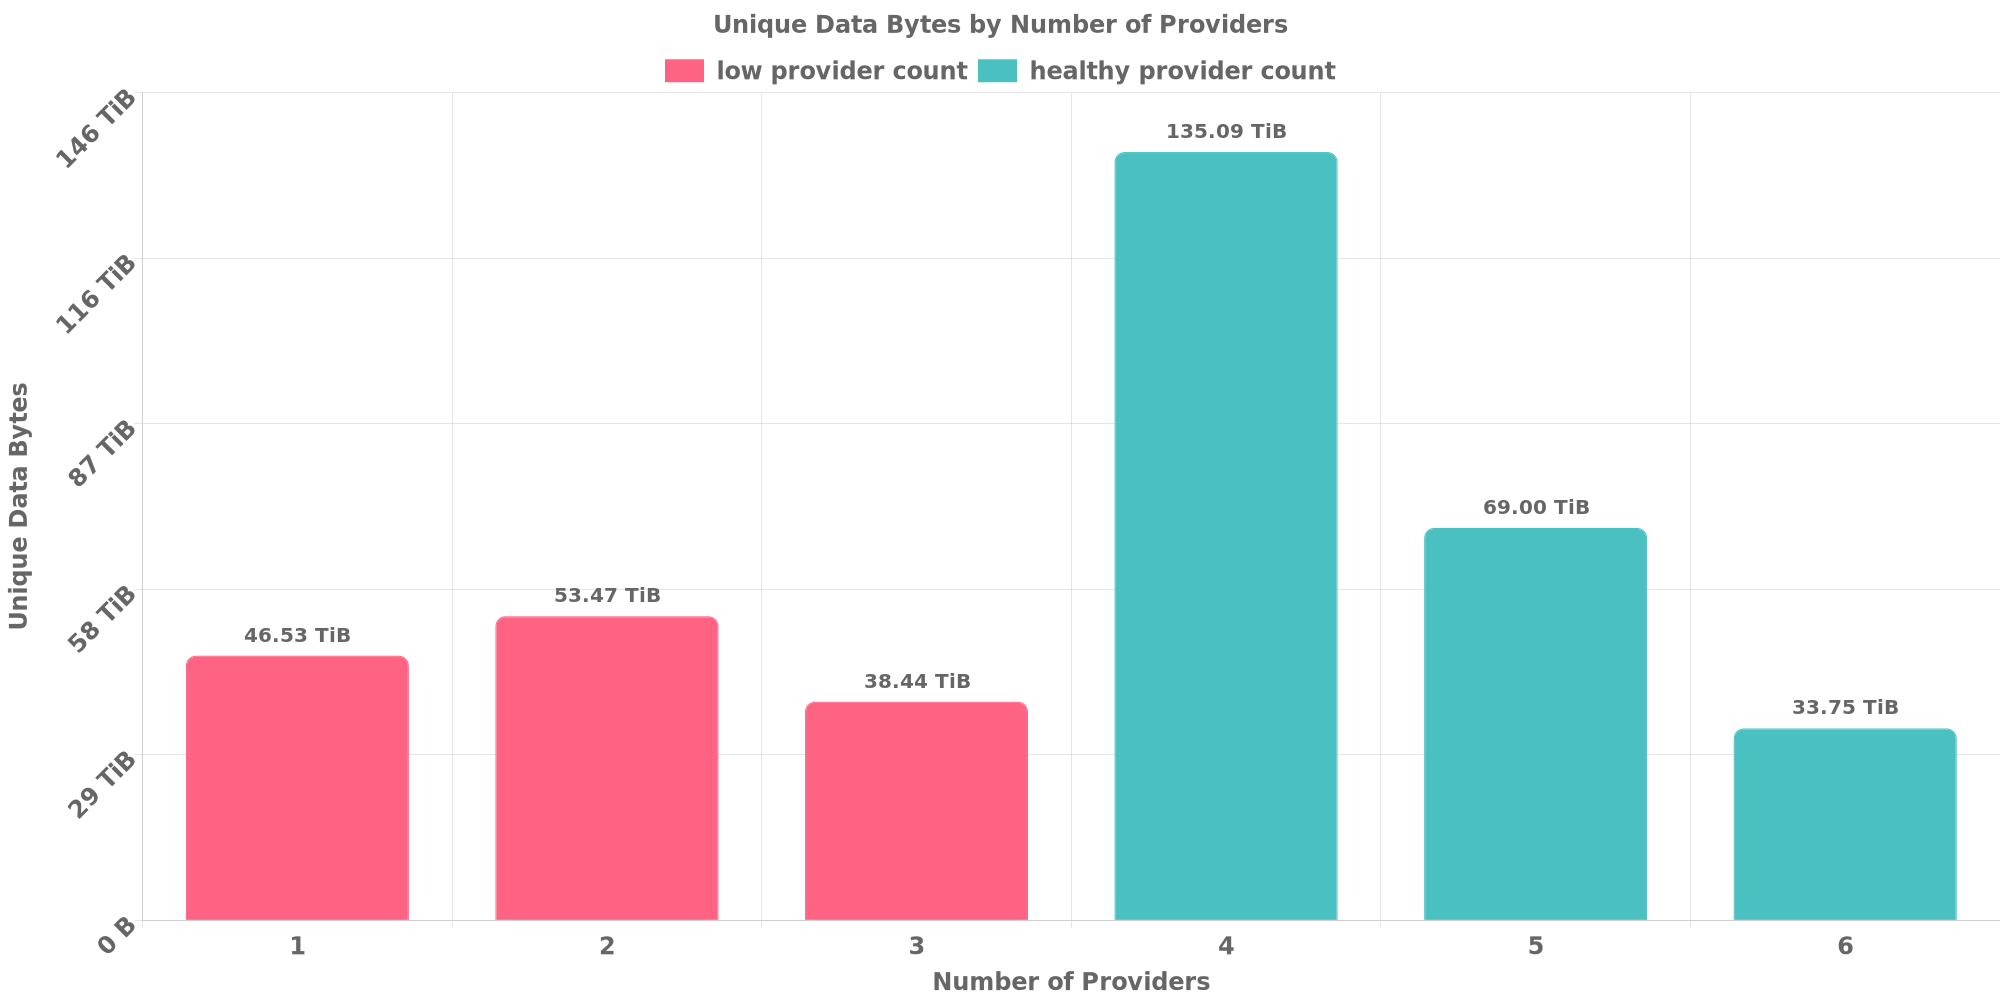 Unique Data Bytes by Number of Providers
low provider count healthy provider count
146 TiB
116 TiB
87 TiB
58 TiB
29 TiB
0 B
Unique Data Bytes
46.53 TiB
53.47 TiB
38.44 TiB
135.09 TiB
69.00 TiB
33.75 TiB
1 2 3 4 5 6
Number of Providers